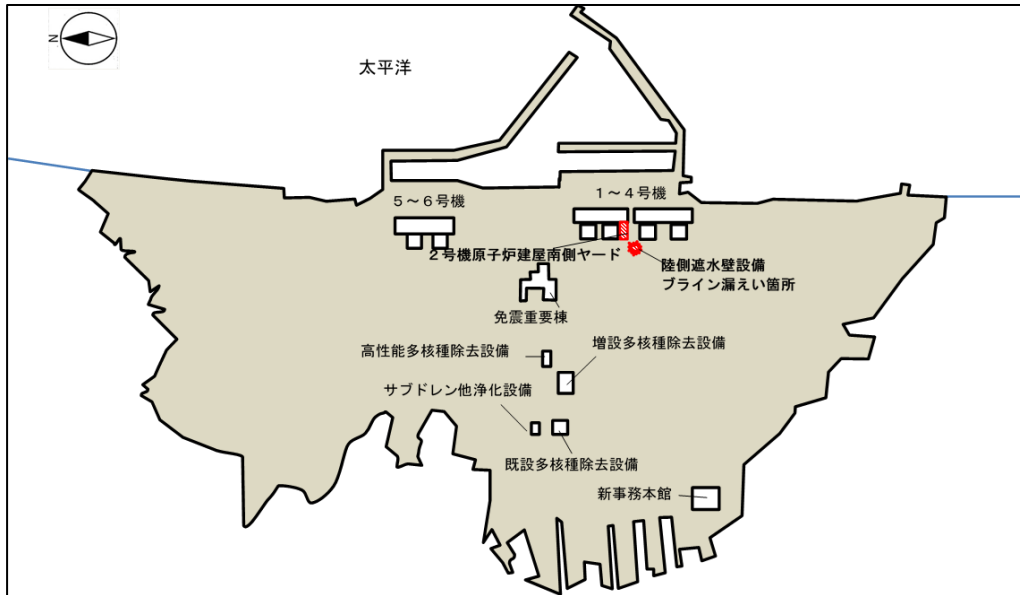 N
太平洋
５～６号機
１～４号機
２号機原子炉建屋南側ヤード
陸側遮水壁設備
ブライン漏えい箇所
免震重要棟
高性能多核種除去設備
増設多核種除去設備
サブドレン他浄化設備
既設多核種除去設備
新事務本館